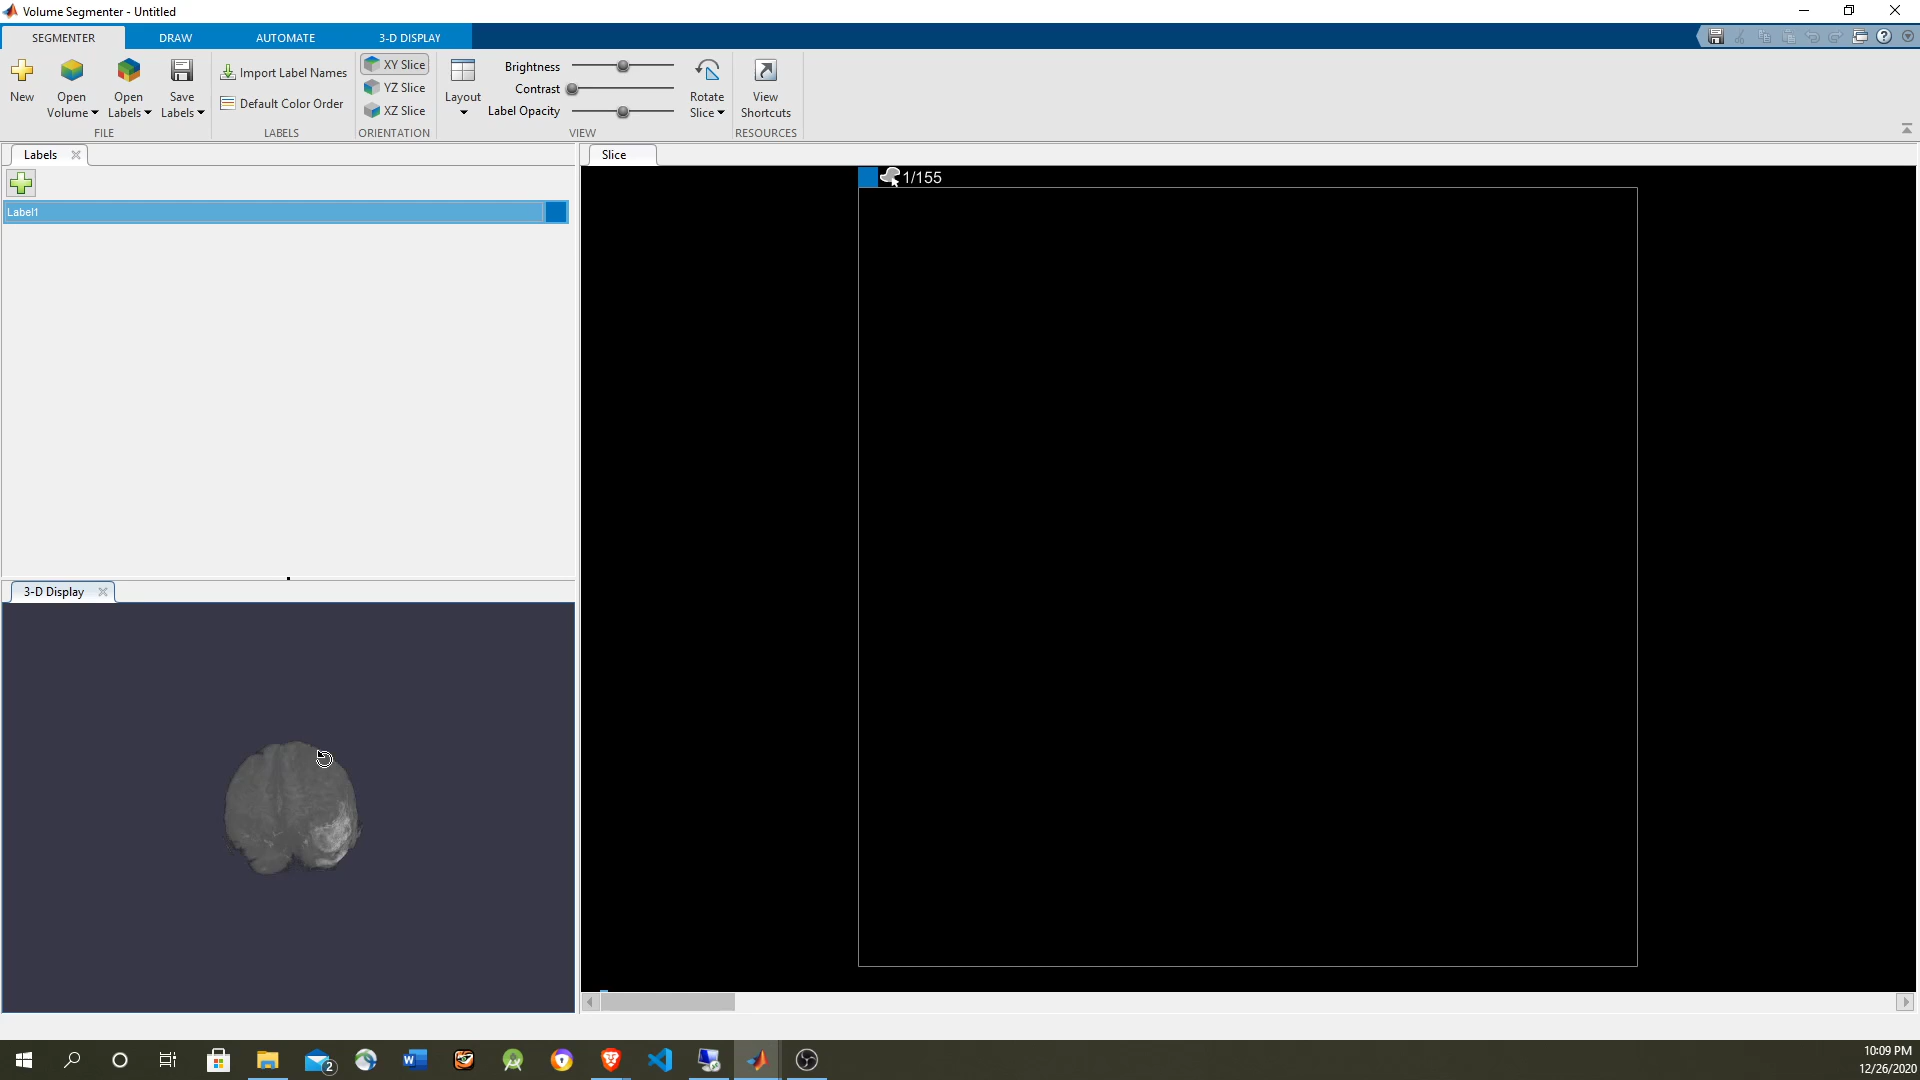 Volume Segmenter - Untitled
SEGMENTER DRAW AUTOMATE 3-D DISPLAY
New
Open Volume
Open Labels
Save Labels
FILE
Import Label Names
Default Color Order
LABELS
XY Slice
YZ Slice
XZ Slice
ORIENTATION
Layout
Brightness
Contrast
Label Opacity
Rotate Slice
VIEW
View Shortcuts
RESOURCES
Labels
Label1
Slice
1/155
3-D Display
2
10:09 PM
12/26/2020